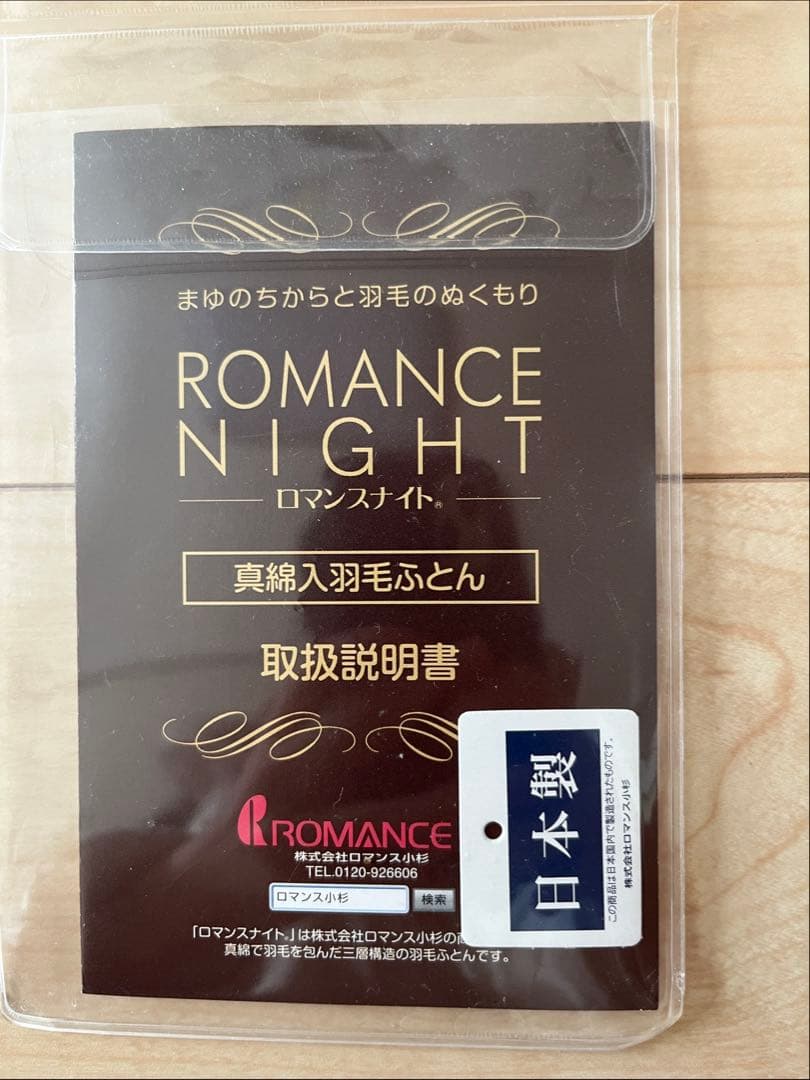 まゆのちからと羽毛のぬくもり
ROMANCE
NIGHT
ロマンスナイト®
真綿入羽毛ふとん
取扱説明書
ROMANCE
株式会社ロマンス小杉
TEL.0120-926606
ロマンス小杉 検索
「ロマンスナイト®」は株式会社ロマンス小杉の
真綿で羽毛を包んだ三層構造の羽毛ふとんです。
日本製
この商品は日本国内で製造されたものです。
株式会社ロマンス小杉